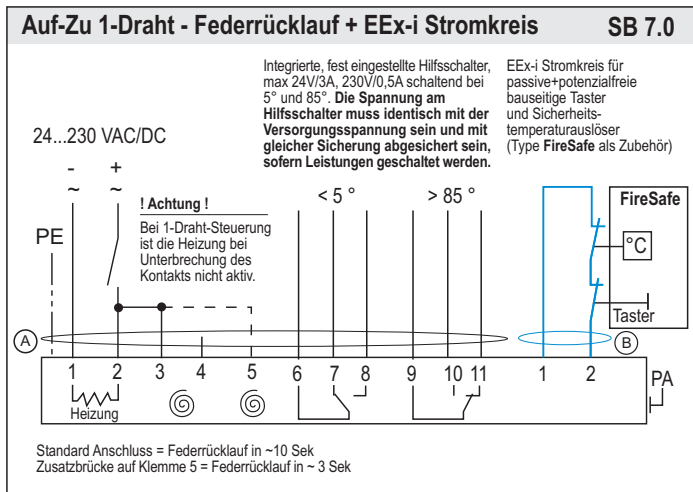 Auf-Zu 1-Draht - Federrücklauf + EEx-i Stromkreis SB 7.0
Integrierte, fest eingestellte Hilfsschalter,
max 24V/3A, 230V/0,5A schaltend bei
5° und 85°. Die Spannung am
Hilfsschalter muss identisch mit der
Versorgungsspannung sein und mit
gleicher Sicherung abgesichert sein,
sofern Leistungen geschaltet werden.
EEx-i Stromkreis für
passive+potenzialfreie
bauseitige Taster
und Sicherheits-
temperaturauslöser
(Type FireSafe als Zubehör)
24...230 VAC/DC
- +
~ ~
! Achtung !
Bei 1-Draht-Steuerung
ist die Heizung bei
Unterbrechung des
Kontakts nicht aktiv.
< 5 ° > 85 °
FireSafe
°C
Taster
PE
A B
1 2 3 4 5 6 7 8 9 10 11 1 2
PA
Heizung
Standard Anschluss = Federrücklauf in ~10 Sek
Zusatzbrücke auf Klemme 5 = Federrücklauf in ~ 3 Sek